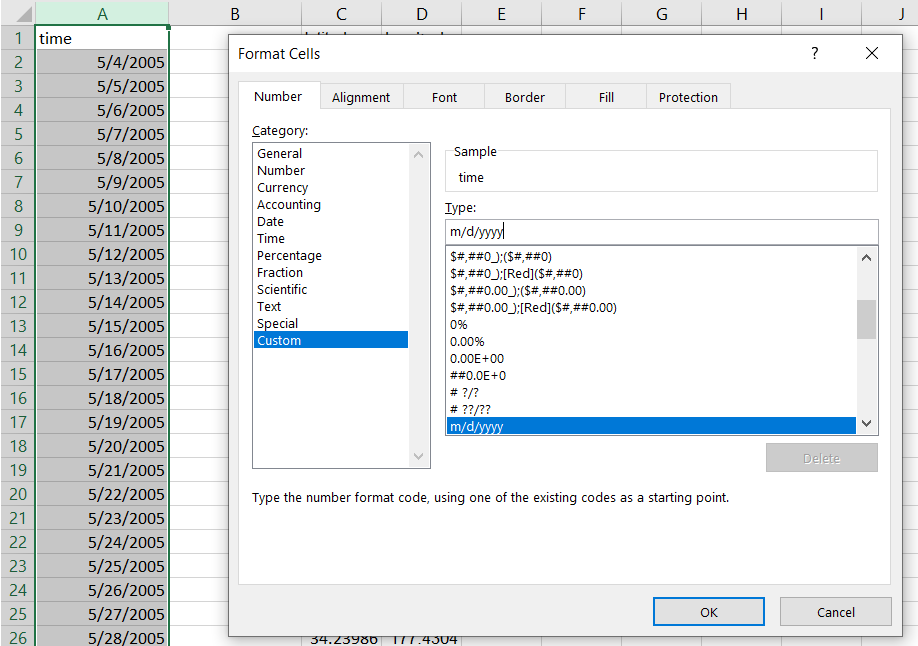 A B C D E F G H I J
1 time
Format Cells ? ×
2 5/4/2005
3 5/5/2005
4 5/6/2005
5 5/7/2005
6 5/8/2005
7 5/9/2005
8 5/10/2005
9 5/11/2005
10 5/12/2005
11 5/13/2005
12 5/14/2005
13 5/15/2005
14 5/16/2005
15 5/17/2005
16 5/18/2005
17 5/19/2005
18 5/20/2005
19 5/21/2005
20 5/22/2005
21 5/23/2005
22 5/24/2005
23 5/25/2005
24 5/26/2005
25 5/27/2005
26 5/28/2005 34.23986 177.4304
Number Alignment Font Border Fill Protection
Category:
General
Number
Currency
Accounting
Date
Time
Percentage
Fraction
Scientific
Text
Special
Custom
Sample
time
Type:
m/d/yyyy
$#,##0_);($#,##0)
$#,##0_);[Red]($#,##0)
$#,##0.00_);($#,##0.00)
$#,##0.00_);[Red]($#,##0.00)
0%
0.00%
0.00E+00
##0.0E+0
# ?/?
# ??/??
m/d/yyyy
Delete
Type the number format code, using one of the existing codes as a starting point.
OK Cancel